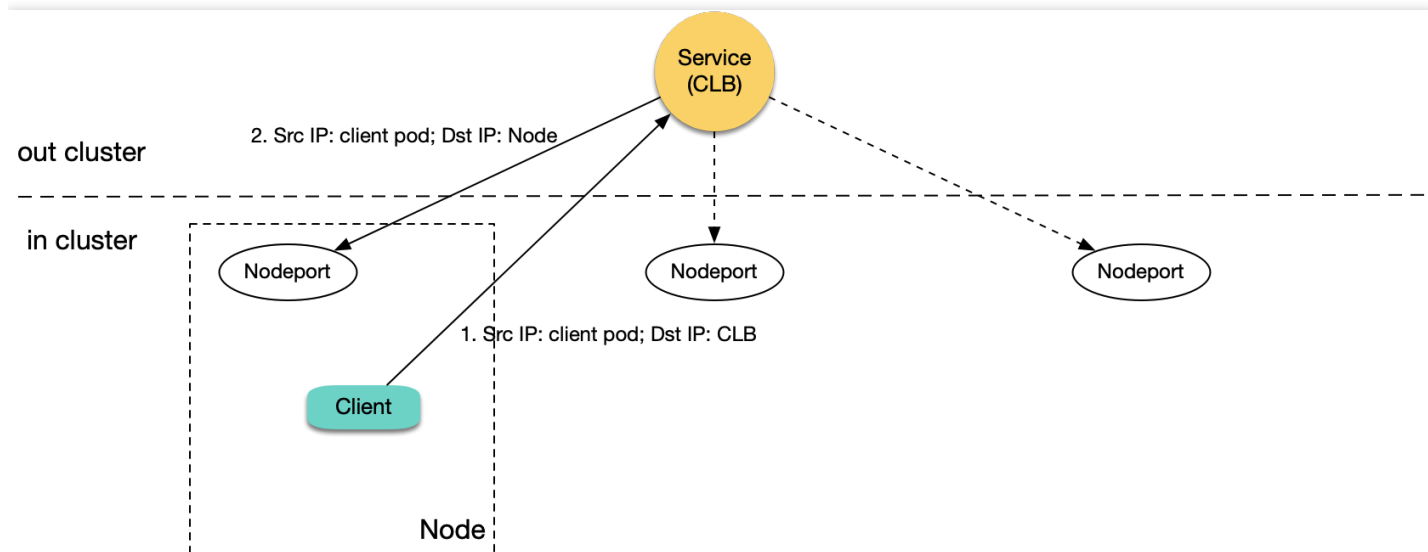 Service
(CLB)
2. Src IP: client pod; Dst IP: Node
out cluster
in cluster
Nodeport
Nodeport
Nodeport
1. Src IP: client pod; Dst IP: CLB
Client
Node